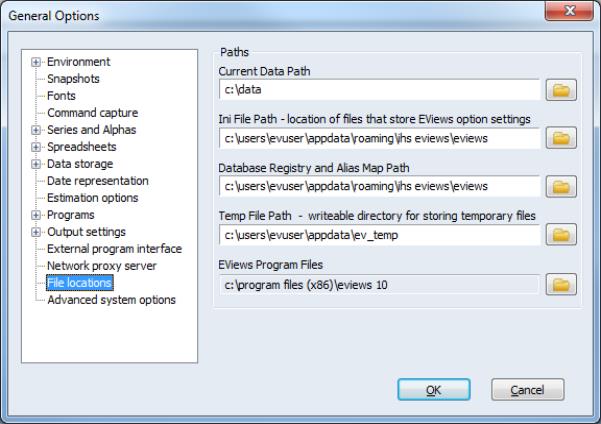 General Options
Environment
Snapshots
Fonts
Command capture
Series and Alphas
Spreadsheets
Data storage
Date representation
Estimation options
Programs
Output settings
External program interface
Network proxy server
File locations
Advanced system options
Paths
Current Data Path
c:\data
Ini File Path - location of files that store EViews option settings
c:\users\evuser\appdata\roaming\ihs eviews\eviews
Database Registry and Alias Map Path
c:\users\evuser\appdata\roaming\ihs eviews\eviews
Temp File Path - writeable directory for storing temporary files
c:\users\evuser\appdata\ev_temp
EViews Program Files
c:\program files (x86)\eviews 10
OK
Cancel